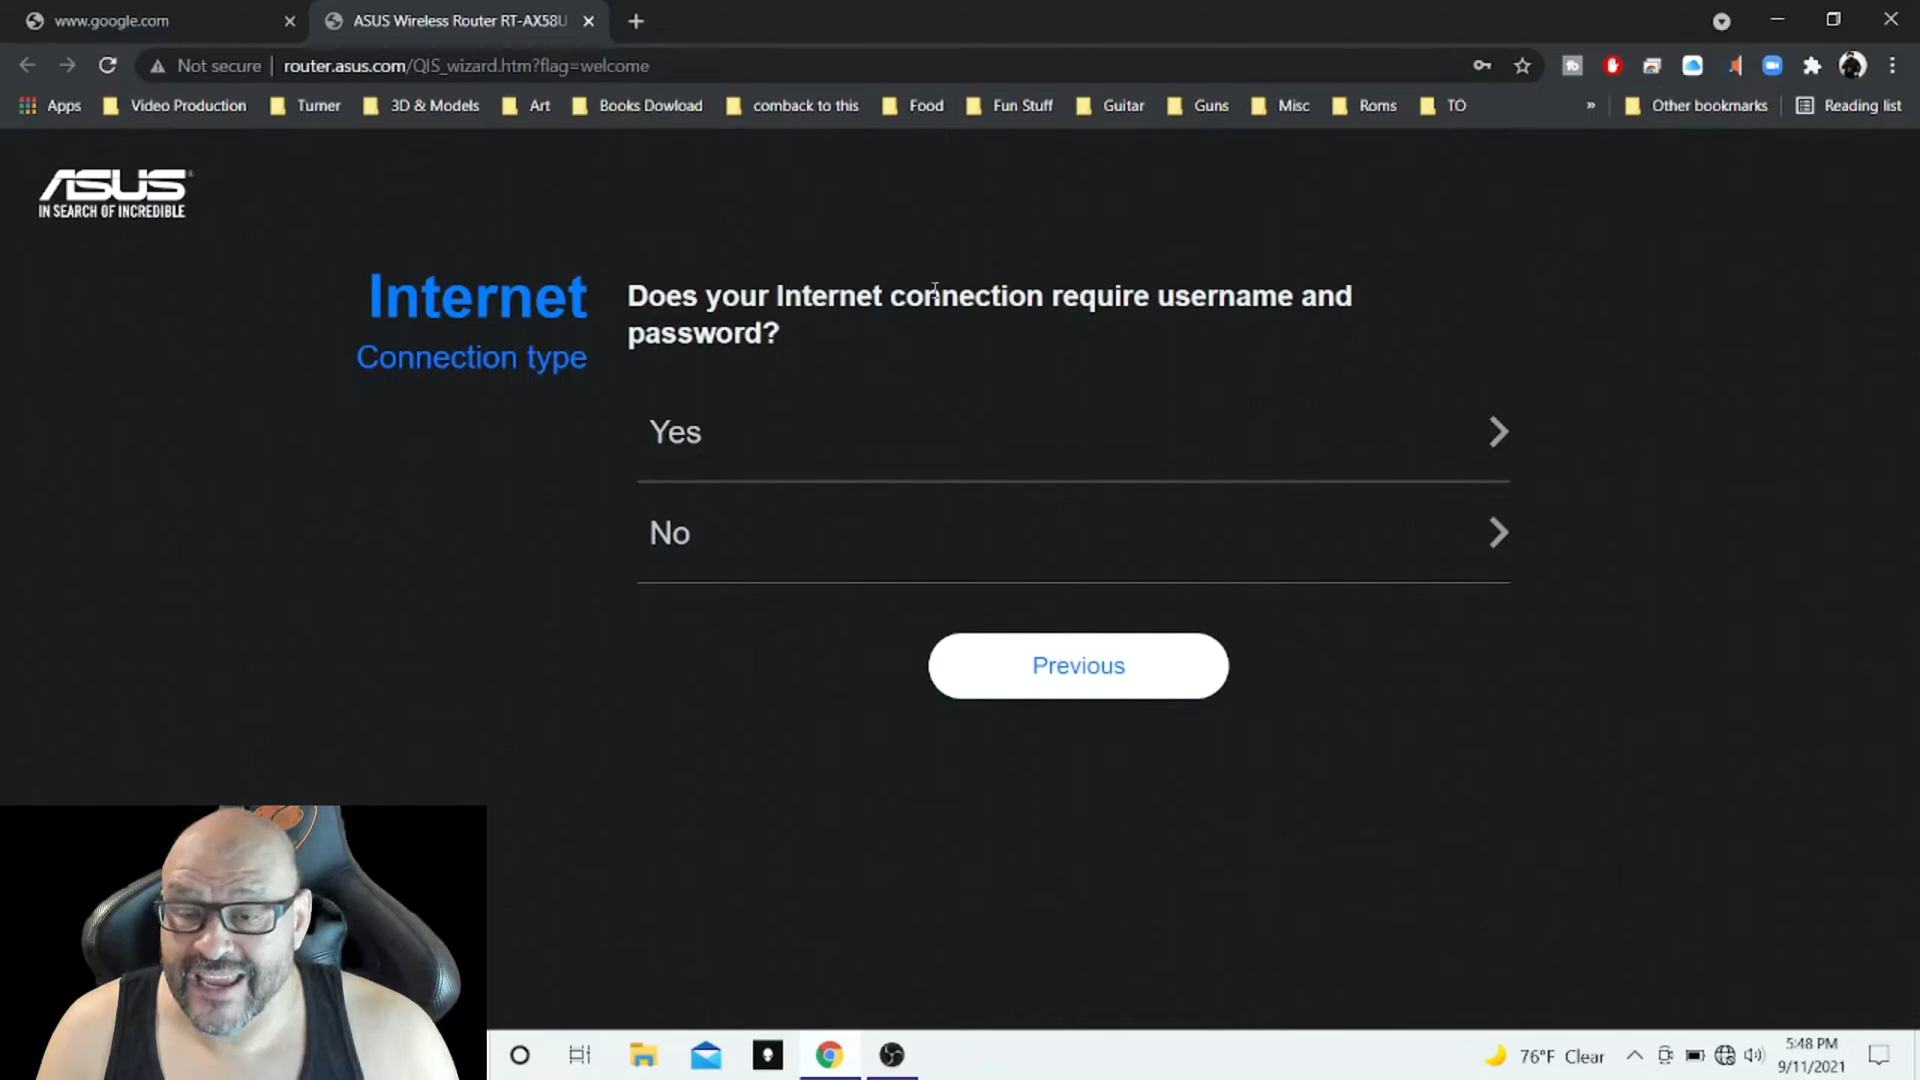 www.google.com
ASUS Wireless Router RT-AX58U
Not secure
router.asus.com/QIS_wizard.htm?flag=welcome
Apps
Video Production
Turner
3D & Models
Art
Books Dowload
comback to this
Food
Fun Stuff
Guitar
Guns
Misc
Roms
TO
»
Other bookmarks
Reading list
ASUS
IN SEARCH OF INCREDIBLE
Internet
Connection type
Does your Internet connection require username and
password?
Yes
No
Previous
76°F Clear
5:48 PM
9/11/2021